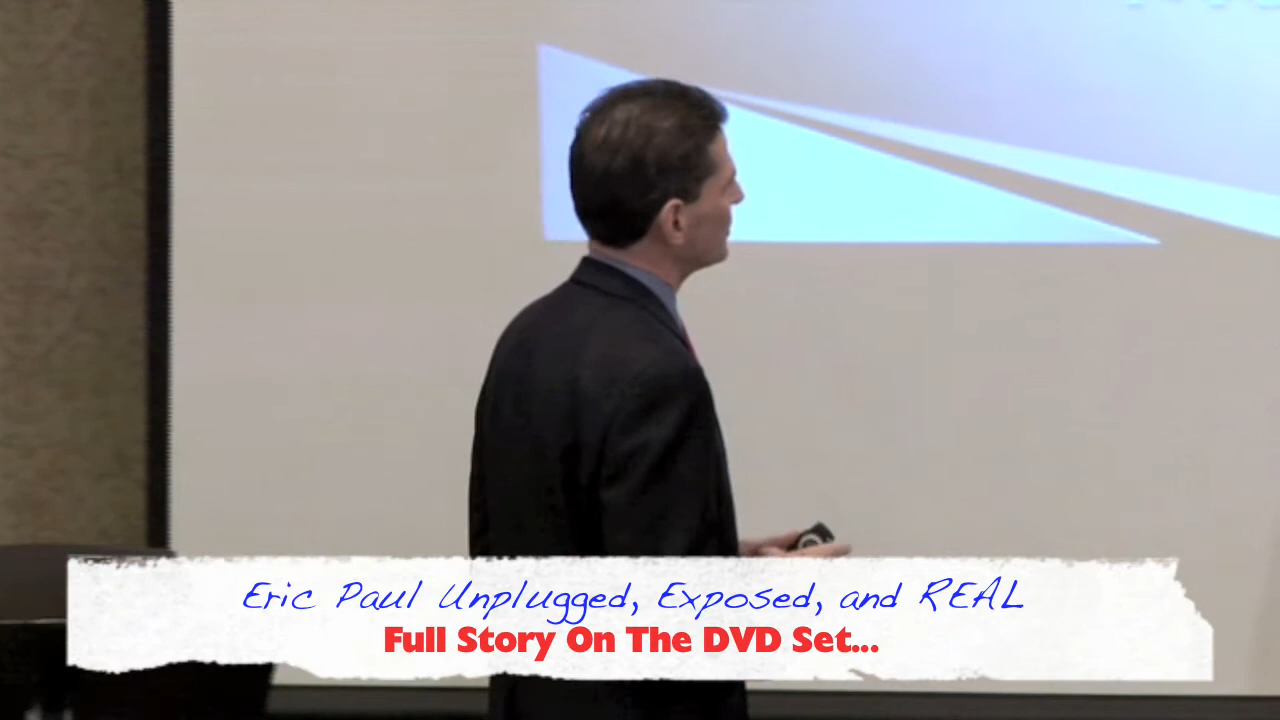 Eric Paul Unplugged, Exposed, and REAL
Full Story On The DVD Set...